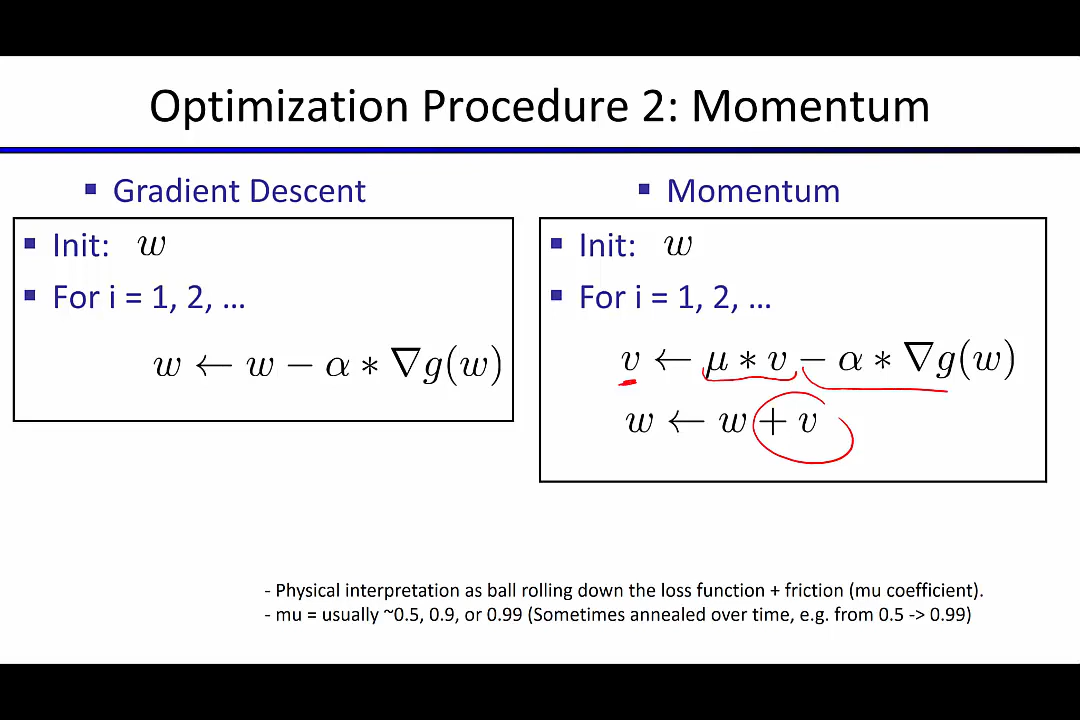 Optimization Procedure 2: Momentum
▪ Gradient Descent
▪ Init: w
▪ For i = 1, 2, …
w ← w − α * ∇g(w)
▪ Momentum
▪ Init: w
▪ For i = 1, 2, …
v ← μ * v − α * ∇g(w)
w ← w + v
- Physical interpretation as ball rolling down the loss function + friction (mu coefficient).
- mu = usually ~0.5, 0.9, or 0.99 (Sometimes annealed over time, e.g. from 0.5 -> 0.99)